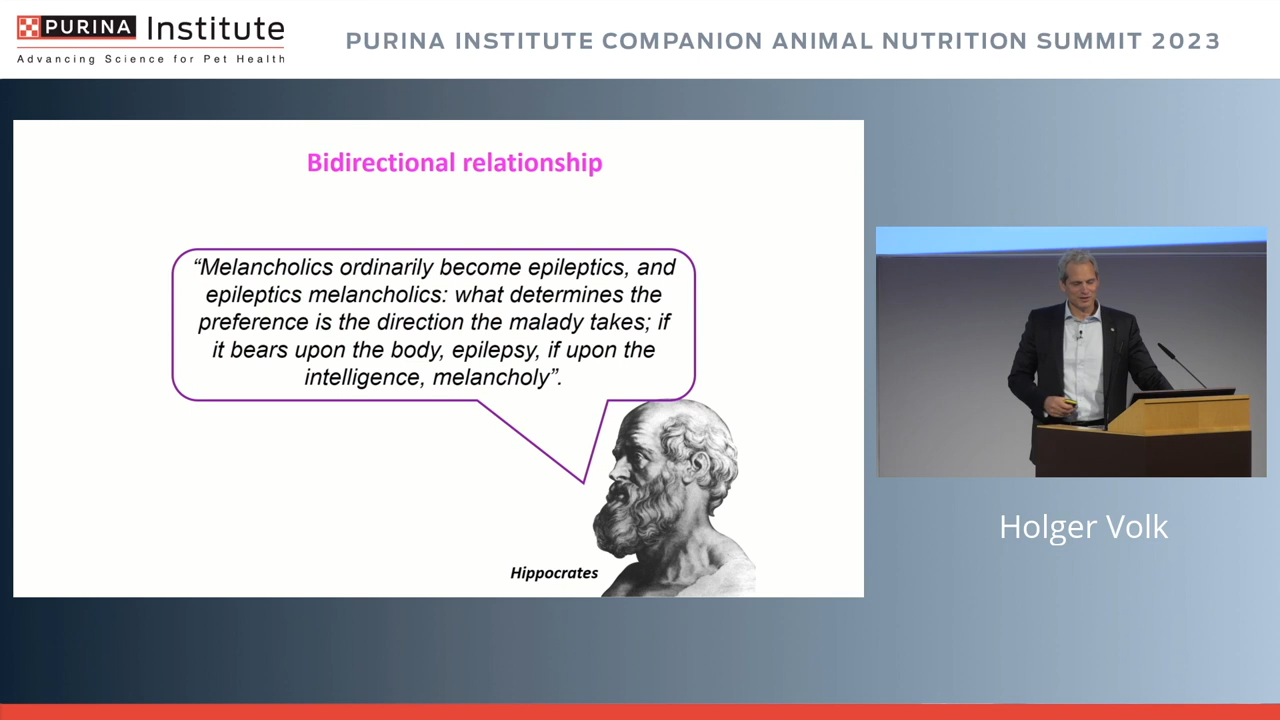 PURINA Institute
Advancing Science for Pet Health
PURINA INSTITUTE COMPANION ANIMAL NUTRITION SUMMIT 2023
Bidirectional relationship
“Melancholics ordinarily become epileptics, and
epileptics melancholics: what determines the
preference is the direction the malady takes; if
it bears upon the body, epilepsy, if upon the
intelligence, melancholy”.
Hippocrates
Holger Volk